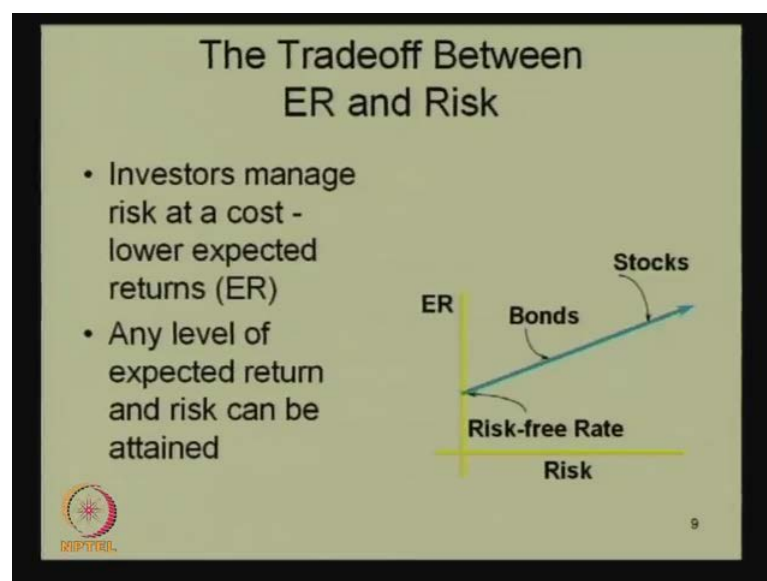 The Tradeoff Between
ER and Risk
• Investors manage
risk at a cost -
lower expected
returns (ER)
• Any level of
expected return
and risk can be
attained
Stocks
ER
Bonds
Risk-free Rate
Risk
NPTEL
9